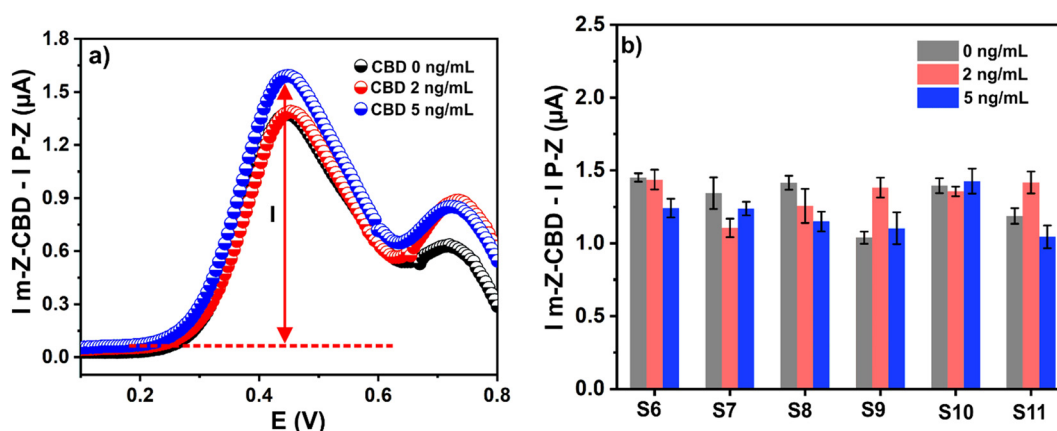 a)
CBD 0 ng/mL
CBD 2 ng/mL
CBD 5 ng/mL
I
I m-Z-CBD - I P-Z (μA)
1.8
1.5
1.2
0.9
0.6
0.3
0.0
0.2 0.4 0.6 0.8
E (V)
b)
0 ng/mL
2 ng/mL
5 ng/mL
I m-Z-CBD - I P-Z (μA)
2.5
2.0
1.5
1.0
0.5
0.0
S6 S7 S8 S9 S10 S11